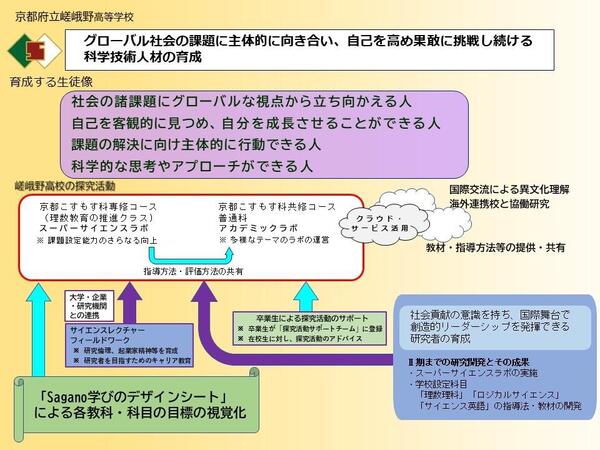 京都府立嵯峨野高等学校
グローバル社会の課題に主体的に向き合い、自己を高め果敢に挑戦し続ける
科学技術人材の育成
育成する生徒像
社会の諸課題にグローバルな視点から立ち向かえる人
自己を客観的に見つめ、自分を成長させることができる人
課題の解決に向け主体的に行動できる人
科学的な思考やアプローチができる人
嵯峨野高校の探究活動
京都こすもす科専修コース
（理数教育の推進クラス）
スーパーサイエンスラボ
※ 課題設定能力のさらなる向上
京都こすもす科共修コース
普通科
アカデミックラボ
※ 多様なテーマのラボの運営
指導方法・評価方法の共有
クラウド・
サービス活用
国際交流による異文化理解
海外連携校と協働研究
教材・指導方法等の提供・共有
大学・企業
・研究機関
との連携
サイエンスレクチャー
フィールドワーク
※ 研究倫理、起業家精神等を育成
※ 研究者を目指すためのキャリア教育
卒業生による探究活動のサポート
※ 卒業生が「探究活動サポートチーム」に登録
※ 在校生に対し、探究活動のアドバイス
社会貢献の意識を持ち、国際舞台で
創造的リーダーシップを発揮できる
研究者の育成
Ⅱ期までの研究開発とその成果
・スーパーサイエンスラボの実施
・学校設定科目
「理数理科」「ロジカルサイエンス」
「サイエンス英語」の指導法・教材の開発
「Sagano学びのデザインシート」
による各教科・科目の目標の視覚化